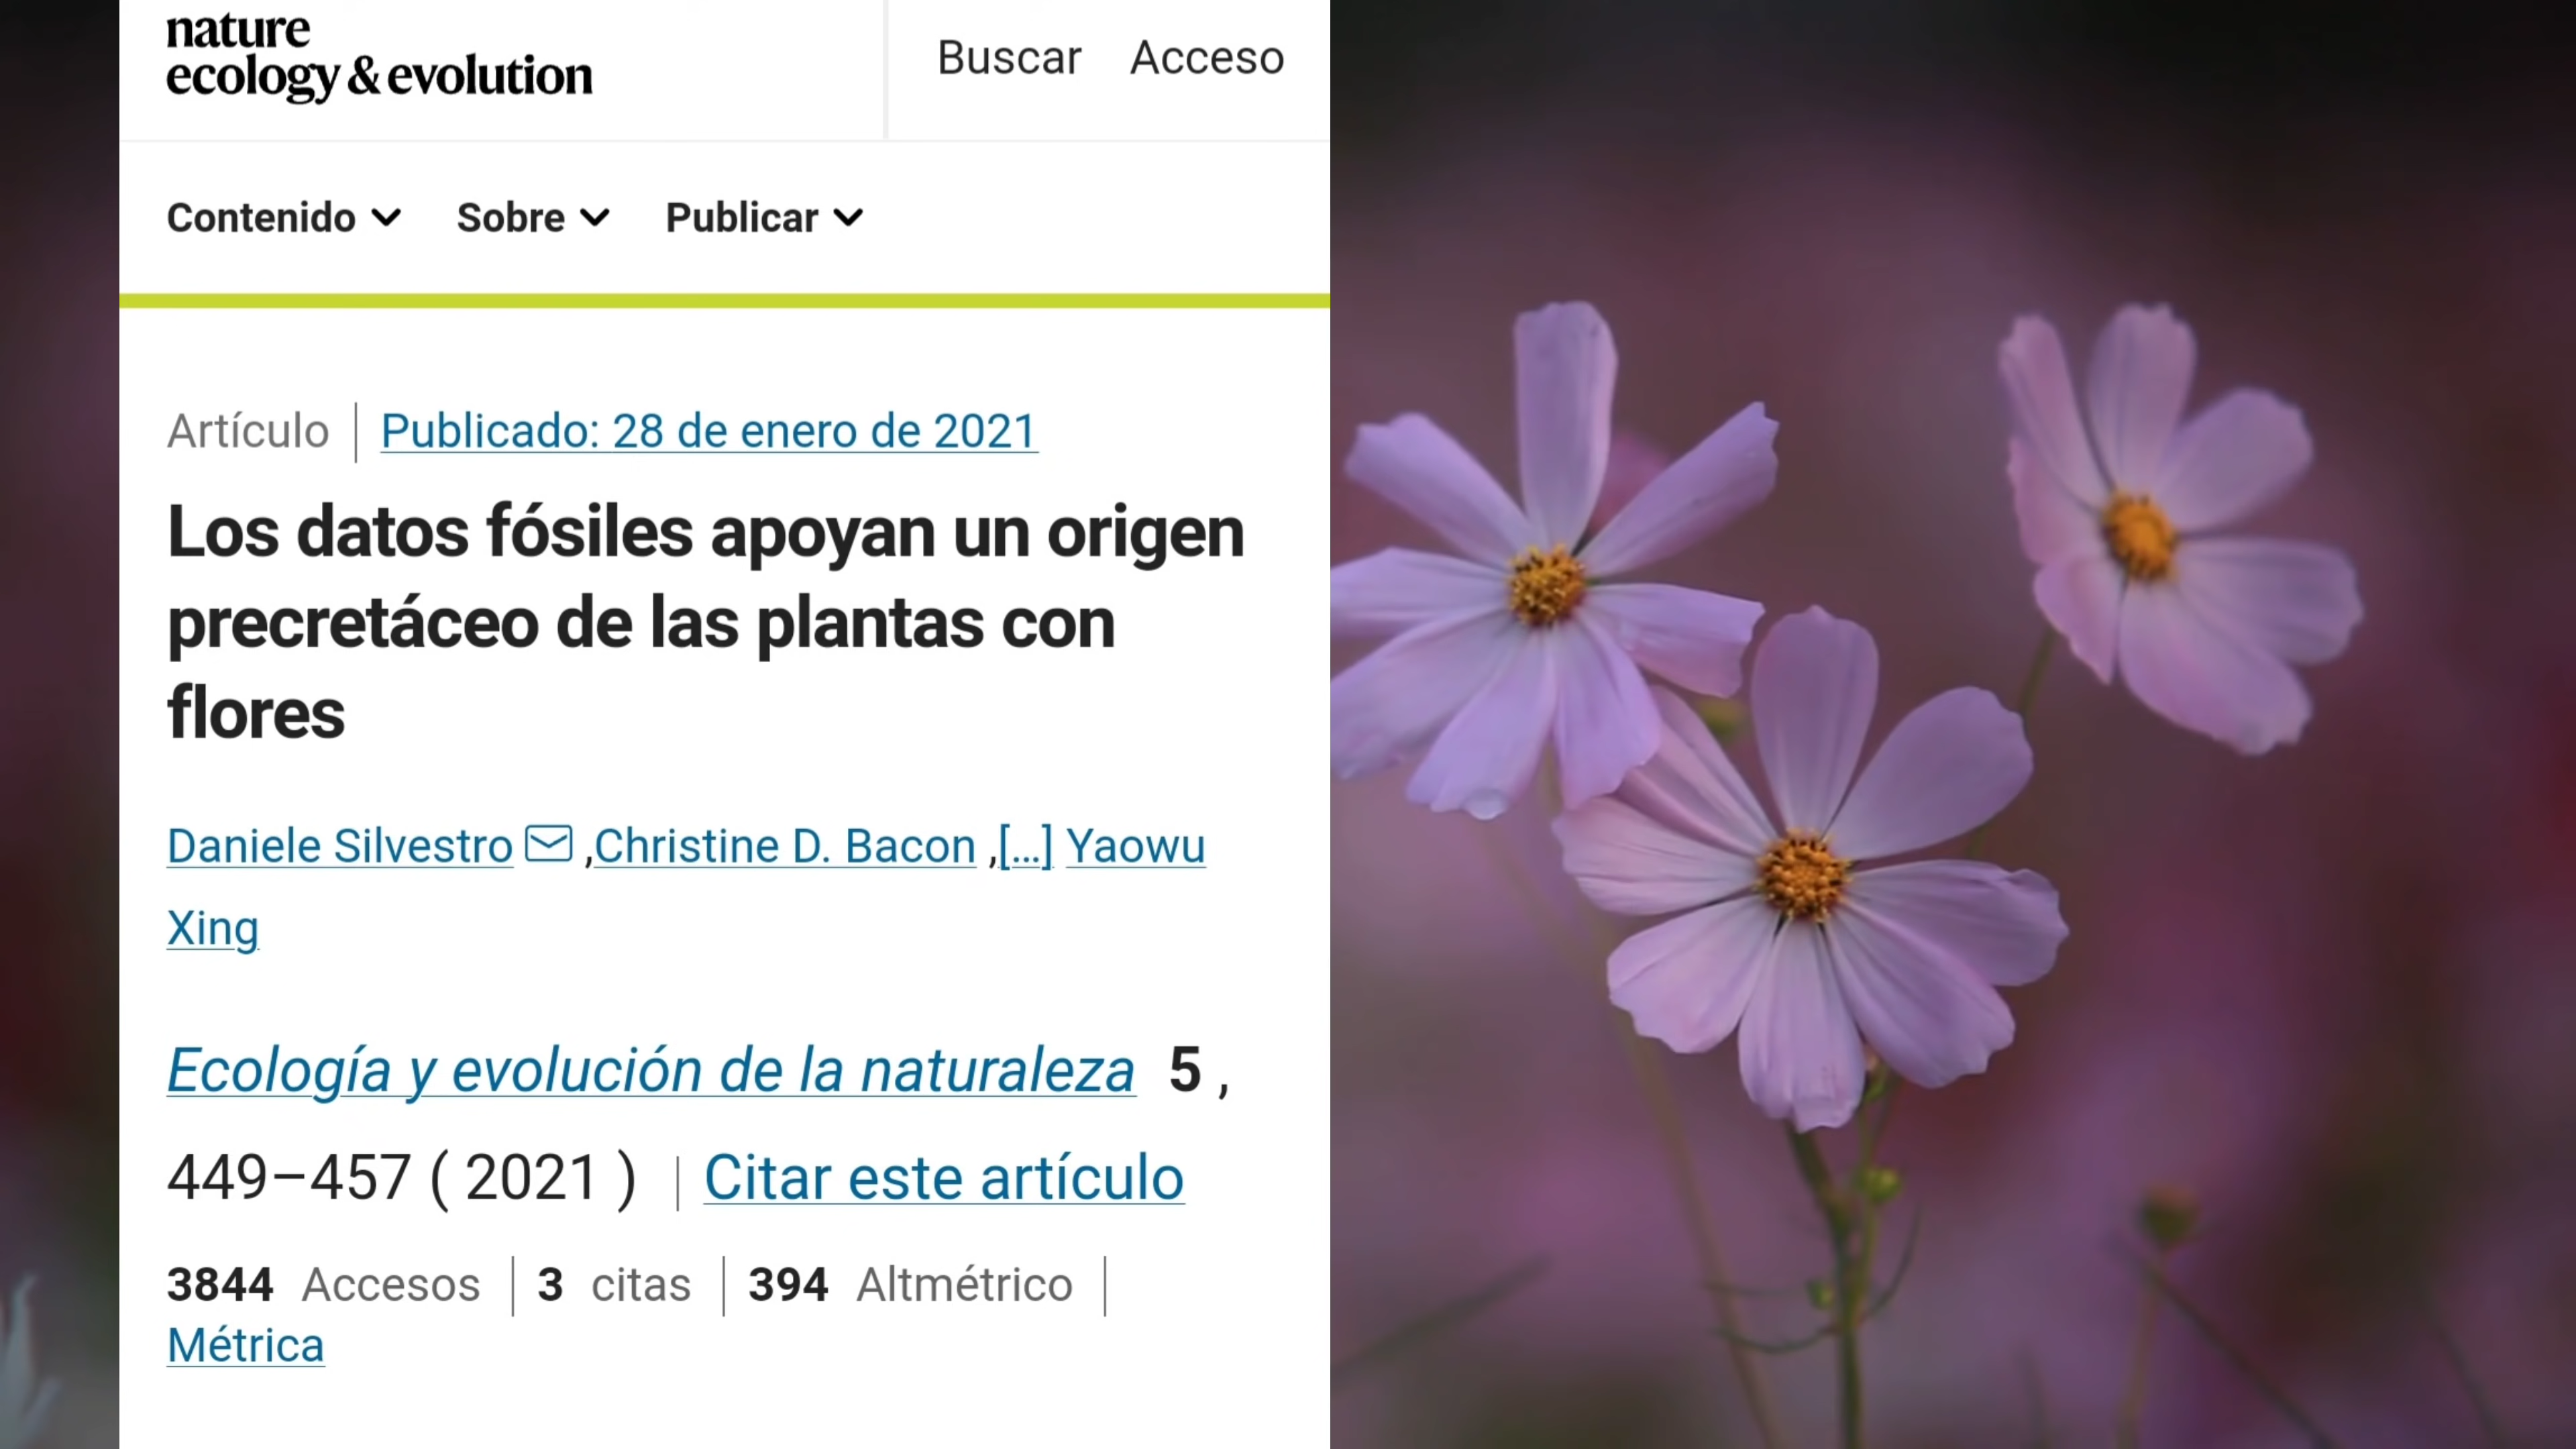 nature
ecology & evolution
Buscar Acceso
Contenido Sobre Publicar
Artículo | Publicado: 28 de enero de 2021
Los datos fósiles apoyan un origen
precretáceo de las plantas con
flores
Daniele Silvestro ,Christine D. Bacon ,[...] Yaowu
Xing
Ecología y evolución de la naturaleza 5 ,
449–457 ( 2021 ) | Citar este artículo
3844 Accesos | 3 citas | 394 Altmétrico |
Métrica